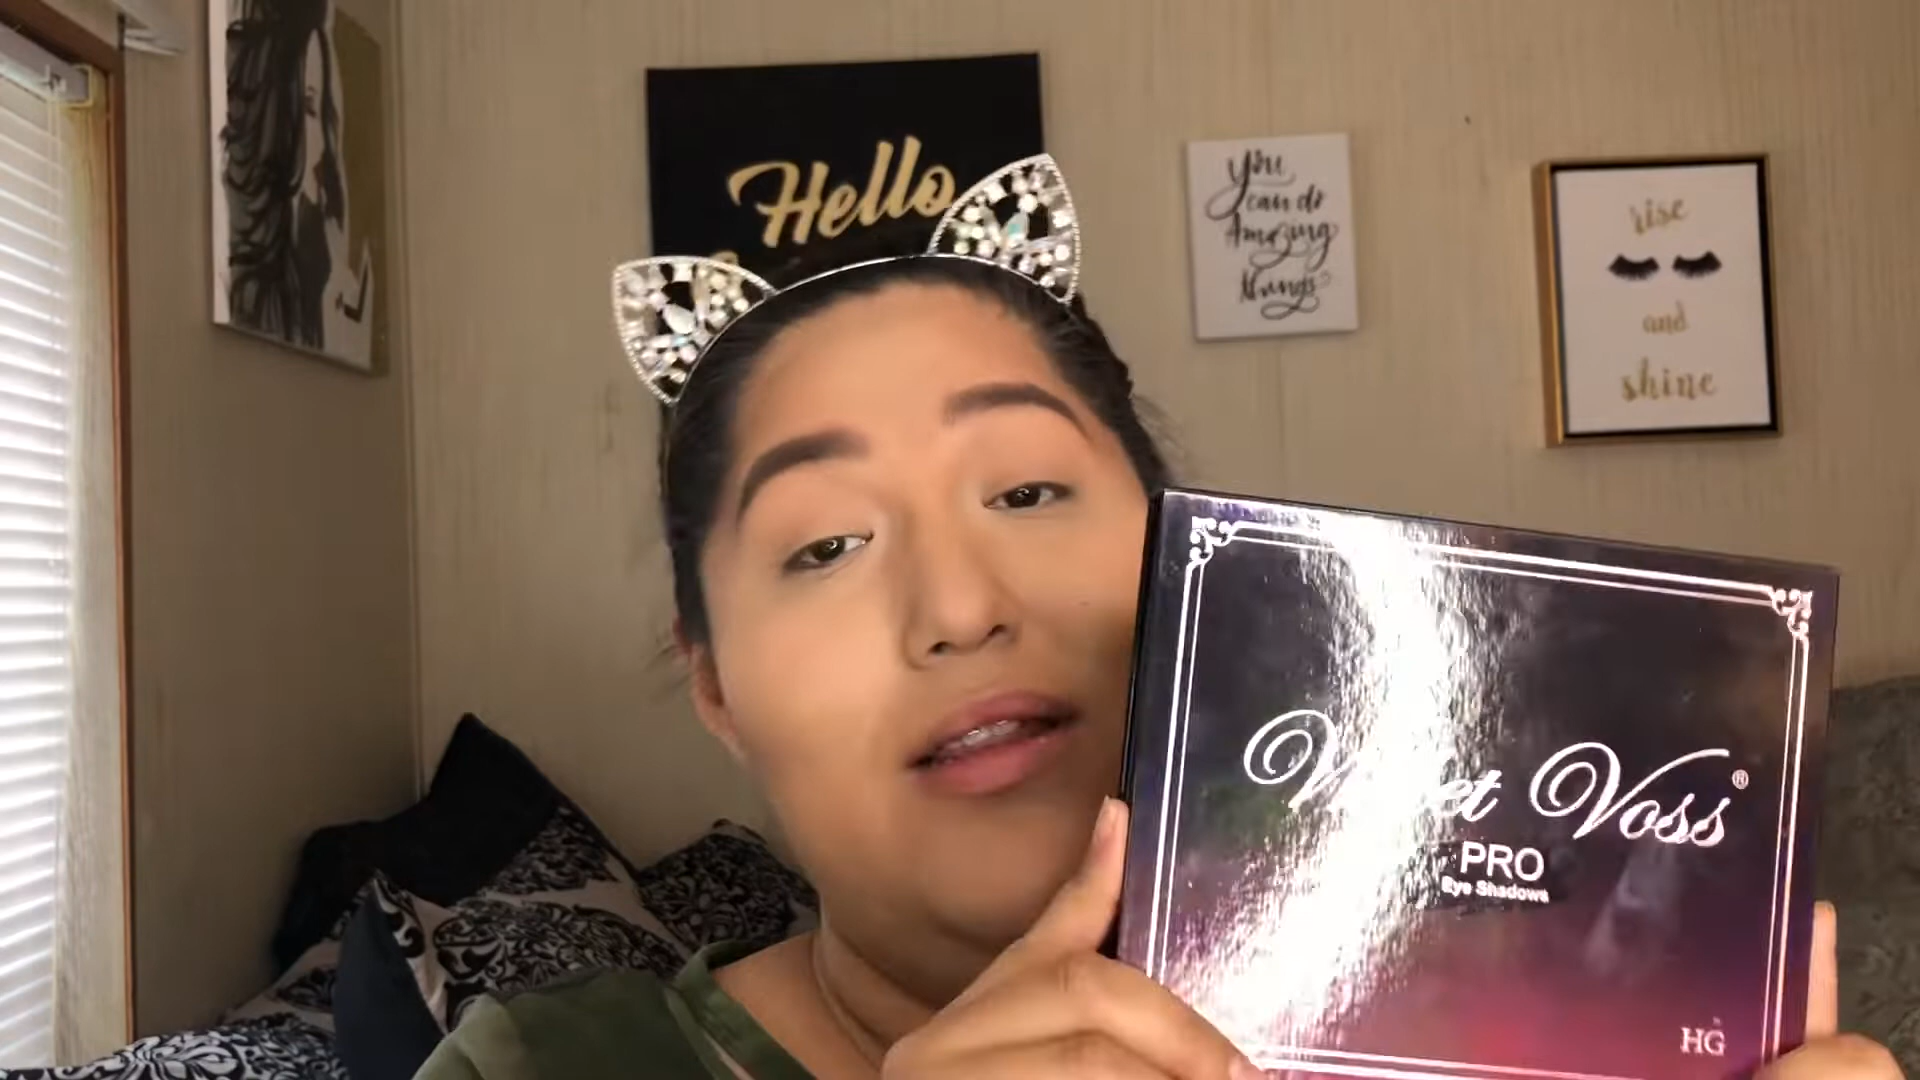 Hello
You
can do
Amazing
things
rise
and
shine
Voss®
PRO
Eye Shadows
HG